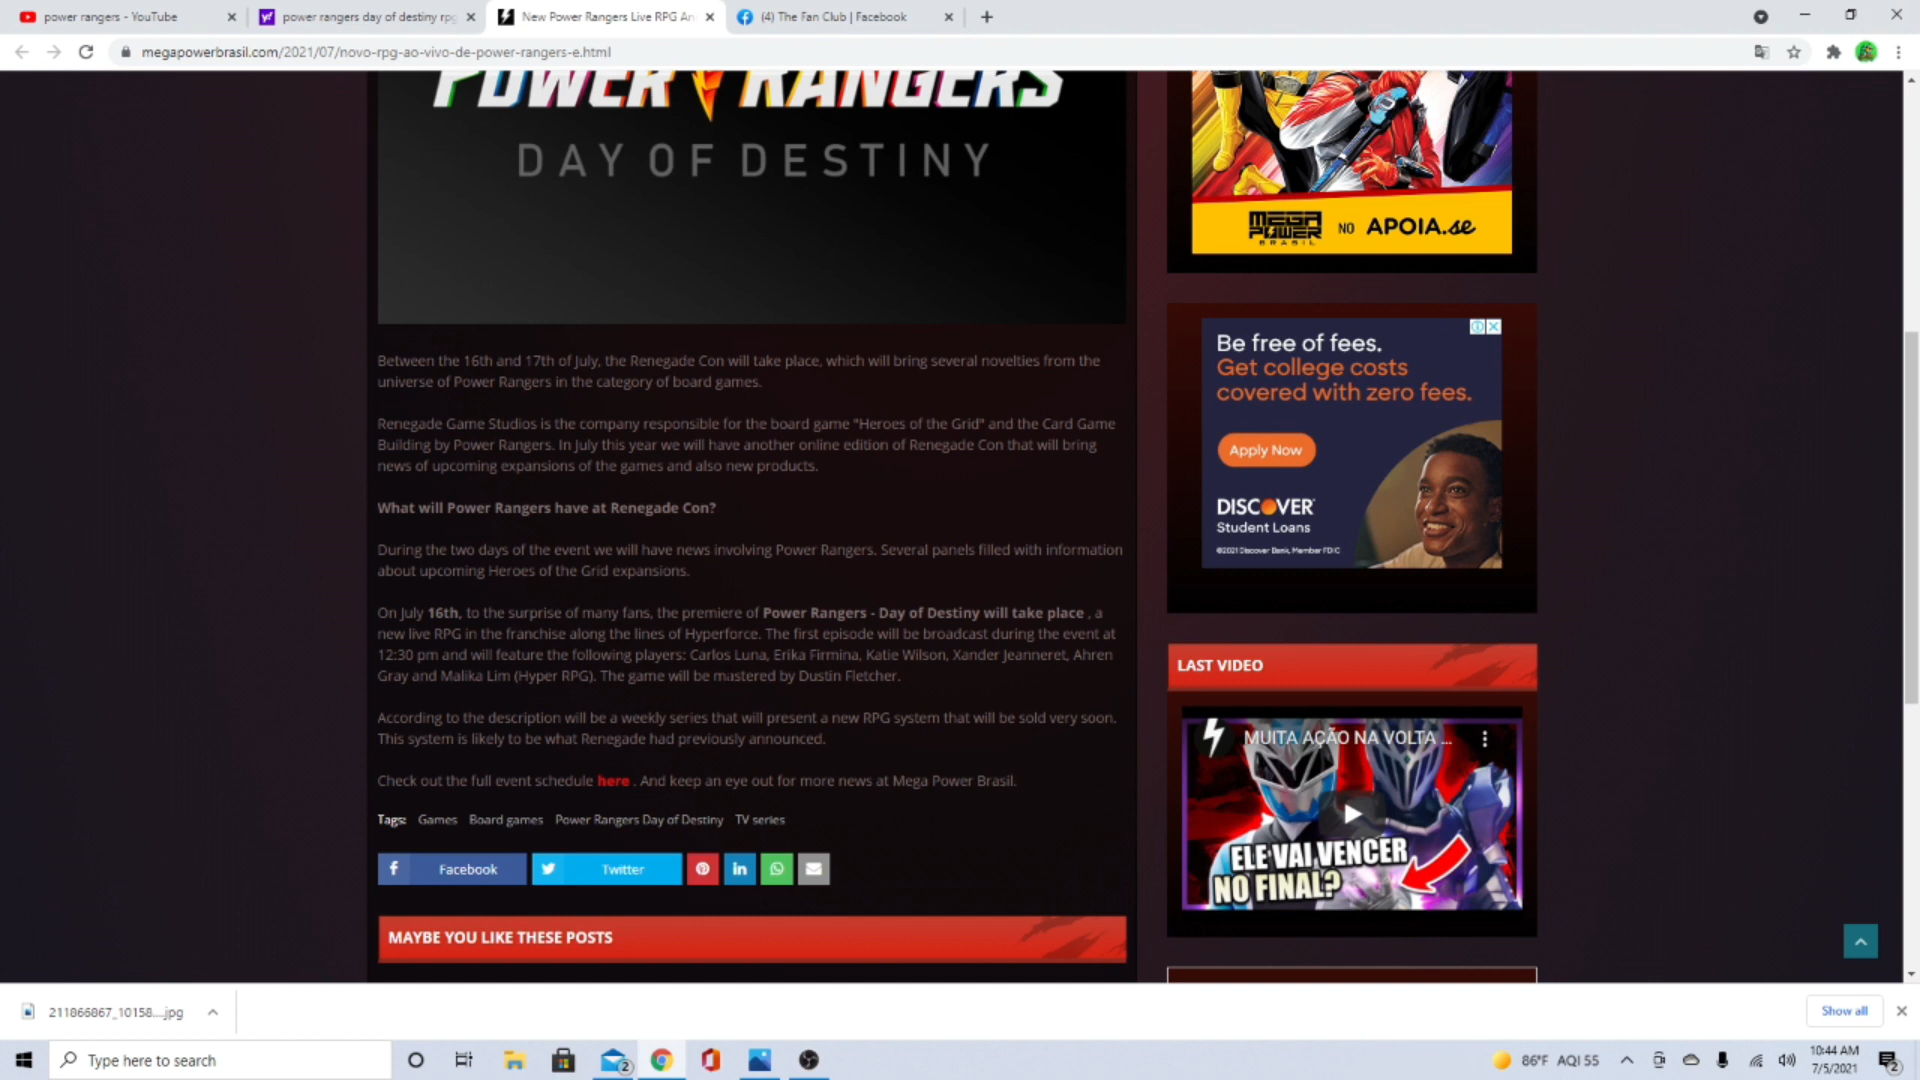 power rangers - YouTube
power rangers day of destiny rpg
New Power Rangers Live RPG An
(4) The Fan Club | Facebook
megapowerbrasil.com/2021/07/novo-rpg-ao-vivo-de-power-rangers-e.html
POWER RANGERS
DAY OF DESTINY
Between the 16th and 17th of July, the Renegade Con will take place, which will bring several novelties from the
universe of Power Rangers in the category of board games.
Renegade Game Studios is the company responsible for the board game "Heroes of the Grid" and the Card Game
Building by Power Rangers. In July this year we will have another online edition of Renegade Con that will bring
news of upcoming expansions of the games and also new products.
What will Power Rangers have at Renegade Con?
During the two days of the event we will have news involving Power Rangers. Several panels filled with information
about upcoming Heroes of the Grid expansions.
On July 16th, to the surprise of many fans, the premiere of Power Rangers - Day of Destiny will take place , a
new live RPG in the franchise along the lines of Hyperforce. The first episode will be broadcast during the event at
12:30 pm and will feature the following players: Carlos Luna, Erika Firmina, Katie Wilson, Xander Jeanneret, Ahren
Gray and Malika Lim (Hyper RPG). The game will be mastered by Dustin Fletcher.
According to the description will be a weekly series that will present a new RPG system that will be sold very soon.
This system is likely to be what Renegade had previously announced.
Check out the full event schedule here . And keep an eye out for more news at Mega Power Brasil.
Tags: Games Board games Power Rangers Day of Destiny TV series
Facebook
Twitter
MAYBE YOU LIKE THESE POSTS
MEGA
POWER
BRASIL
NO APOIA.se
Be free of fees.
Get college costs
covered with zero fees.
Apply Now
DISCOVER
Student Loans
©2021 Discover Bank, Member FDIC
LAST VIDEO
MUITA AÇÃO NA VOLTA ...
ELE VAI VENCER
NO FINAL?
211866867_10158....jpg
Show all
Type here to search
2
86°F AQI 55
10:44 AM
7/5/2021
2